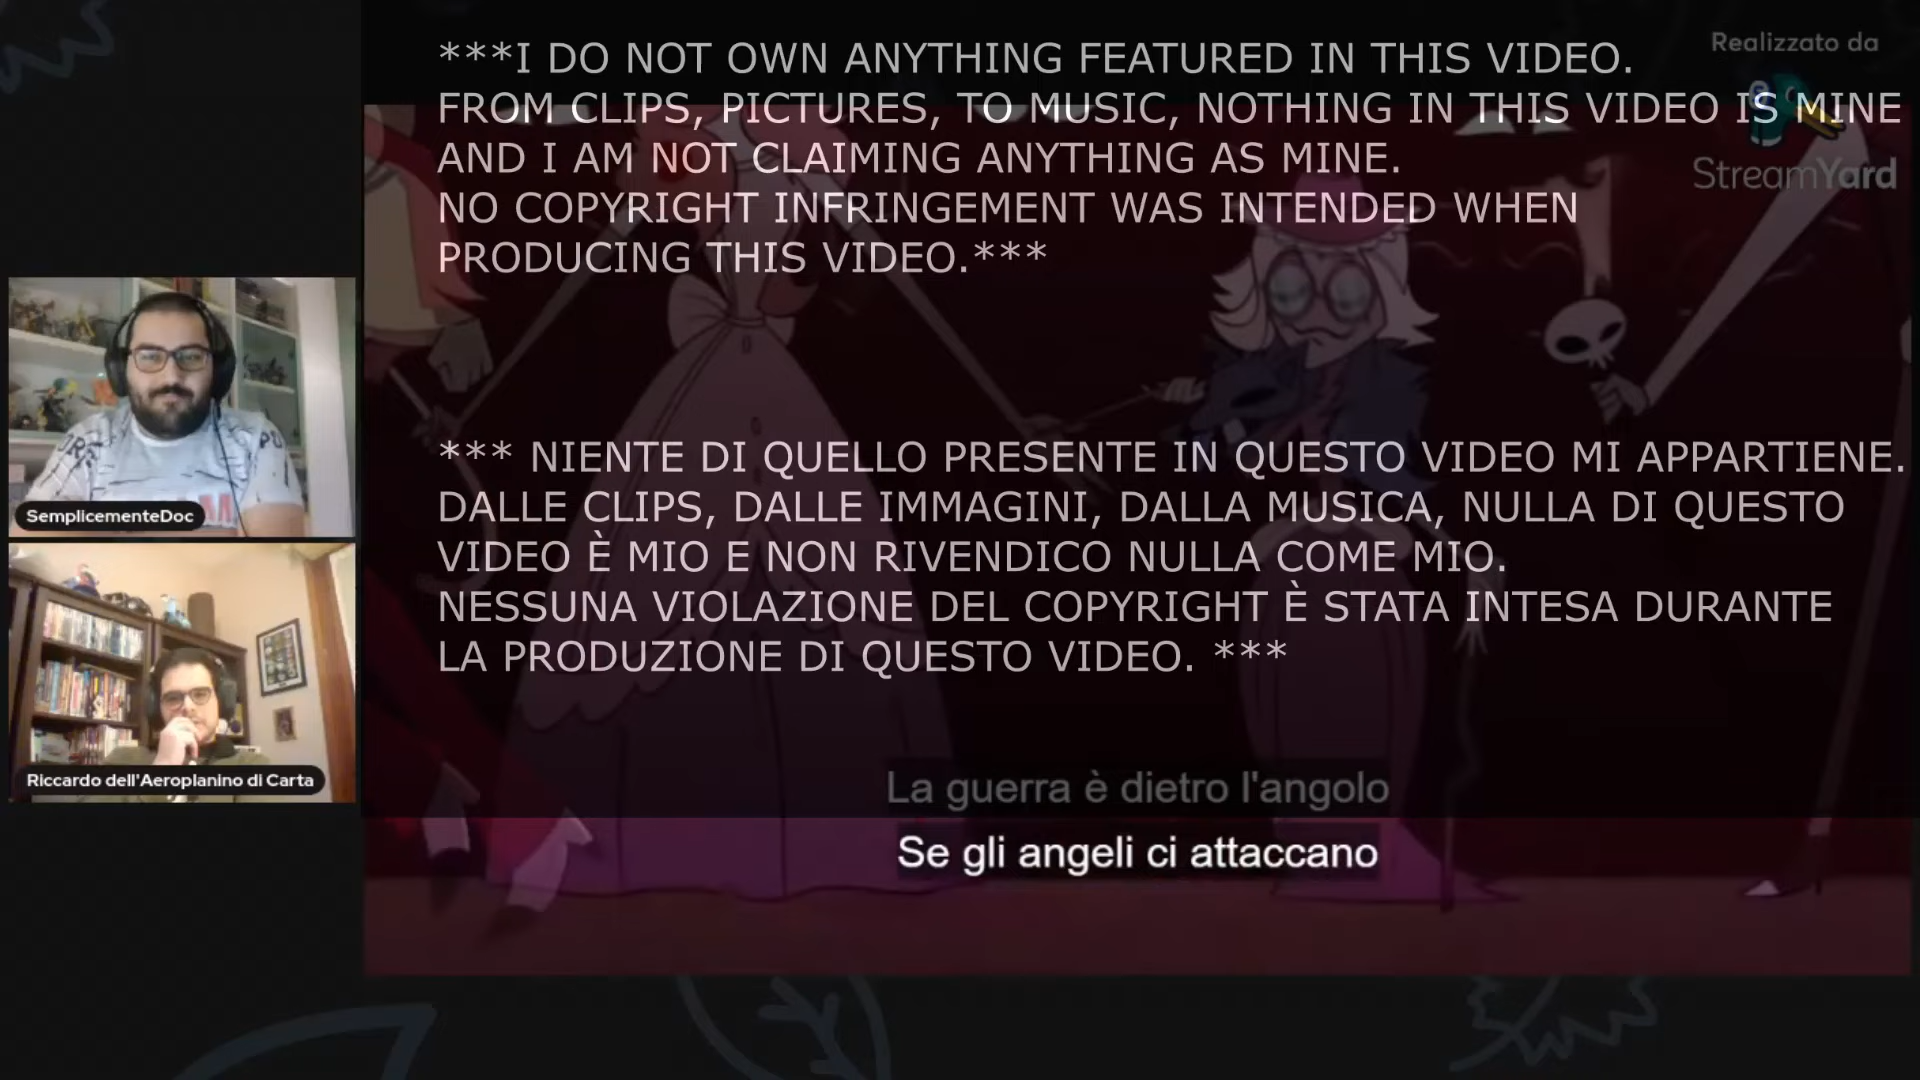 ***I DO NOT OWN ANYTHING FEATURED IN THIS VIDEO.
FROM CLIPS, PICTURES, TO MUSIC, NOTHING IN THIS VIDEO IS MINE
AND I AM NOT CLAIMING ANYTHING AS MINE.
NO COPYRIGHT INFRINGEMENT WAS INTENDED WHEN
PRODUCING THIS VIDEO.***
Realizzato da
StreamYard
*** NIENTE DI QUELLO PRESENTE IN QUESTO VIDEO MI APPARTIENE.
DALLE CLIPS, DALLE IMMAGINI, DALLA MUSICA, NULLA DI QUESTO
VIDEO È MIO E NON RIVENDICO NULLA COME MIO.
NESSUNA VIOLAZIONE DEL COPYRIGHT È STATA INTESA DURANTE
LA PRODUZIONE DI QUESTO VIDEO. ***
SemplicementeDoc
Riccardo dell'Aeroplanino di Carta
La guerra è dietro l'angolo
Se gli angeli ci attaccano